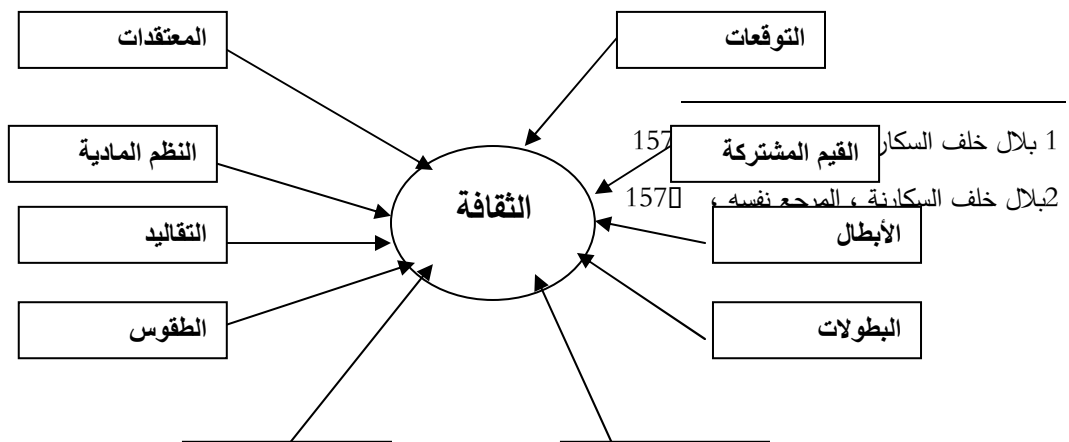 التوقعات
المعتقدات
1 بلال خلف السكار 157
القيم المشتركة
النظم المادية
الثقافة
2بلال خلف السكارنة ، المرجع نفسه ، 157
الأبطال
التقاليد
البطولات
الطقوس